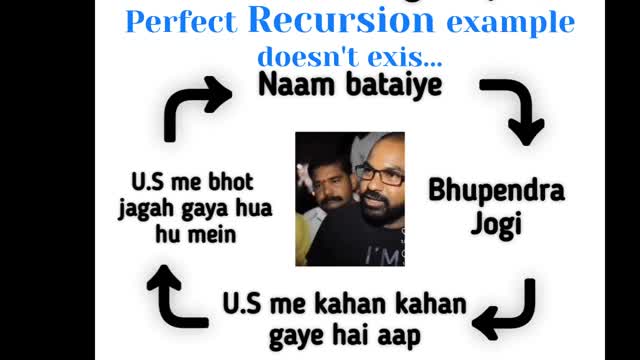 Perfect Recursion example
doesn't exis...
Naam bataiye
Bhupendra
Jogi
U.S me kahan kahan
gaye hai aap
U.S me bhot
jagah gaya hua
hu mein
I'M